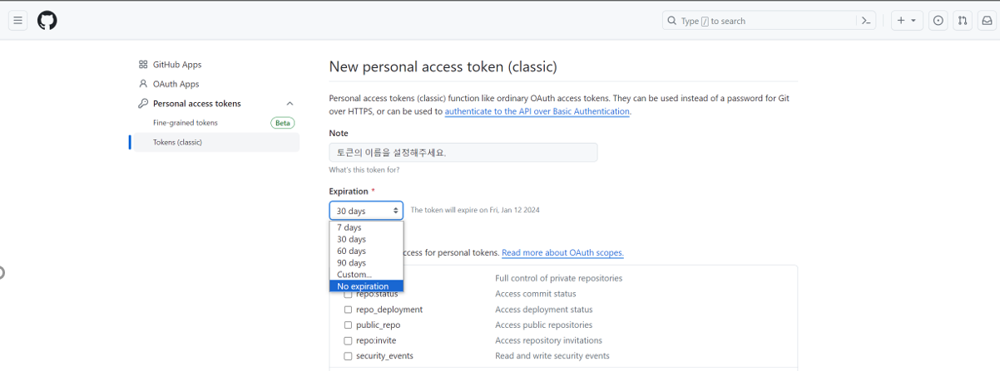 Type / to search
GitHub Apps
OAuth Apps
Personal access tokens
Fine-grained tokens
Beta
Tokens (classic)
New personal access token (classic)
Personal access tokens (classic) function like ordinary OAuth access tokens. They can be used instead of a password for Git
over HTTPS, or can be used to authenticate to the API over Basic Authentication.
Note
토큰의 이름을 설정해주세요.
What's this token for?
Expiration *
30 days
The token will expire on Fri, Jan 12 2024
7 days
30 days
60 days
90 days
Custom...
No expiration
ccess for personal tokens. Read more about OAuth scopes.
Full control of private repositories
repo:status Access commit status
repo_deployment Access deployment status
public_repo Access public repositories
repo:invite Access repository invitations
security_events Read and write security events